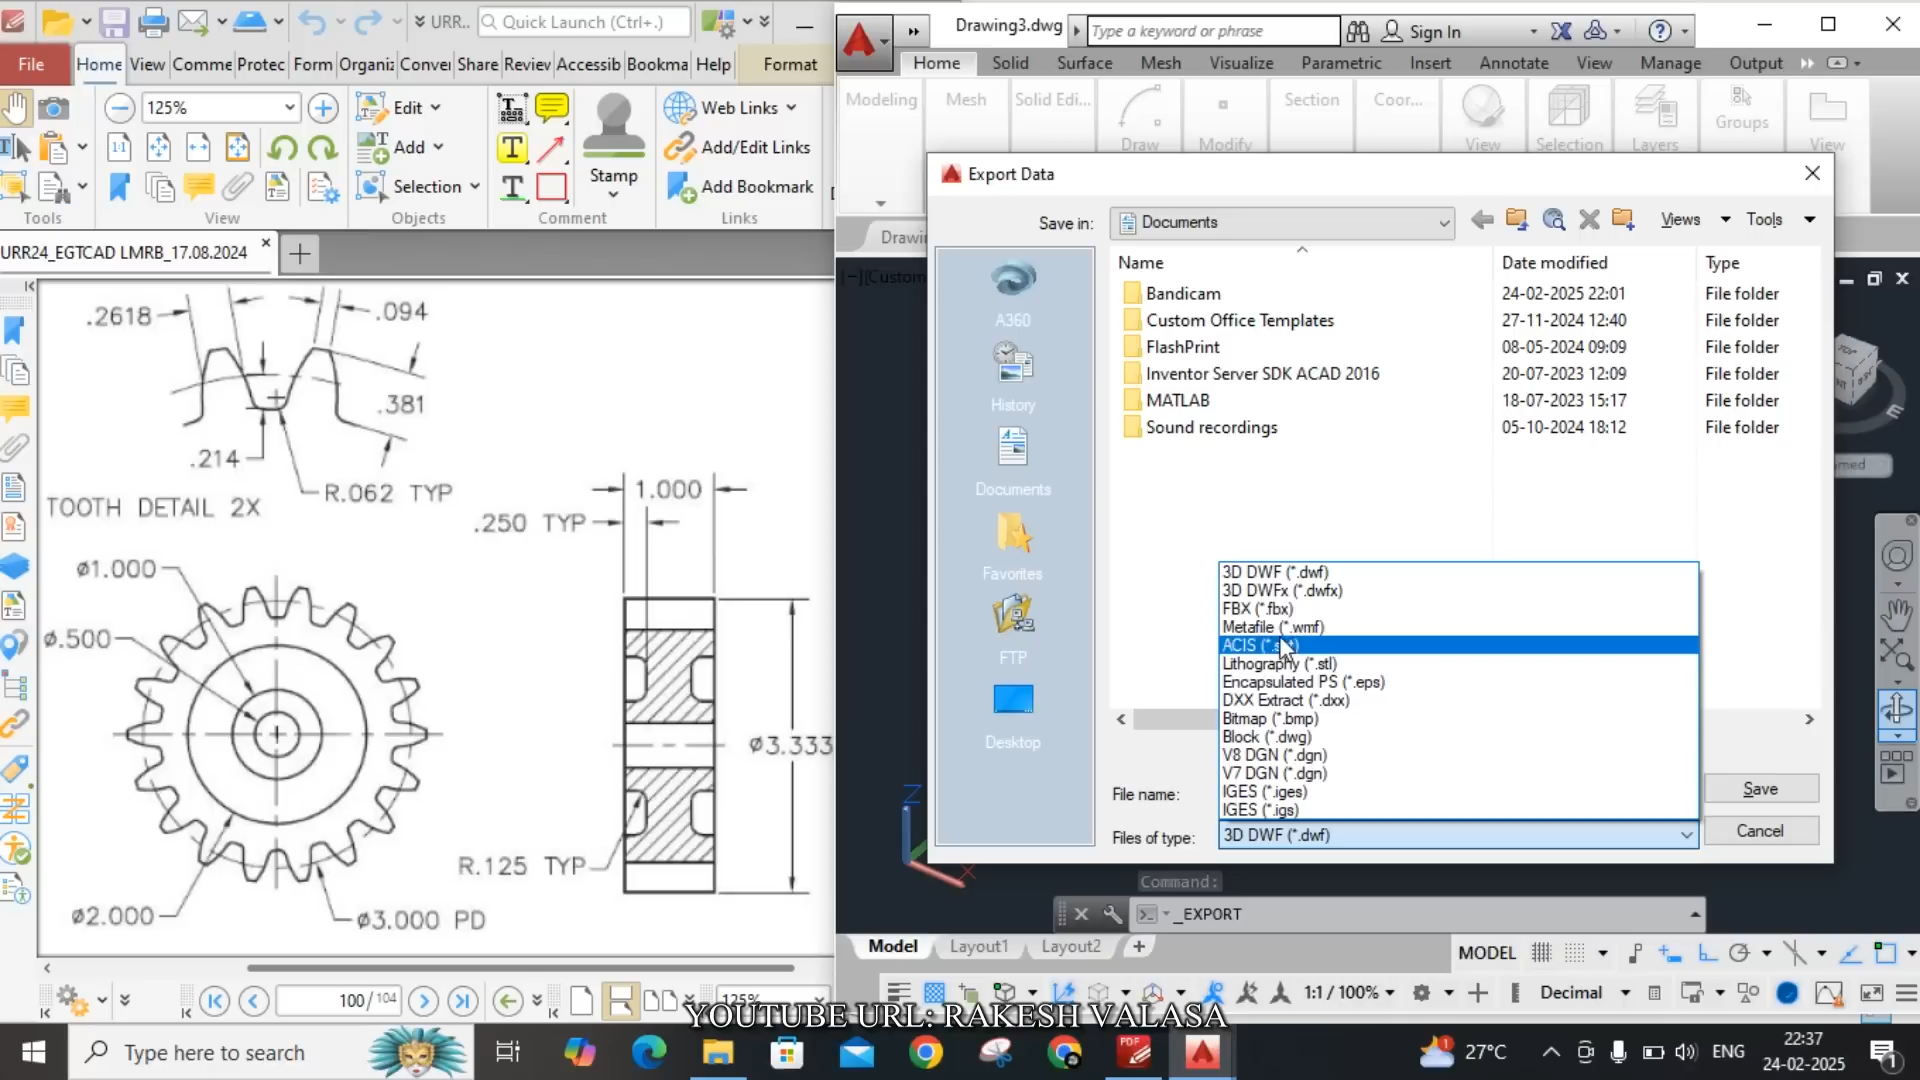 URR..
Quick Launch (Ctrl+.)
File
Home
View
Comme
Protec
Form
Organiz
Conver
Share
Review
Accessib
Bookma
Help
Format
125%
Edit
Add
Selection
Stamp
Web Links
Add/Edit Links
Add Bookmark
Tools
View
Objects
Comment
Links
URR24_EGTCAD LMRB_17.08.2024
.2618
.094
.381
.214
R.062 TYP
TOOTH DETAIL 2X
1.000
.250 TYP
ø1.000
ø.500
ø3.333
R.125 TYP
ø2.000
ø3.000 PD
100 / 104
125%
Drawing3.dwg
Type a keyword or phrase
Sign In
Home
Solid
Surface
Mesh
Visualize
Parametric
Insert
Annotate
View
Manage
Output
Modeling
Mesh
Solid Edi...
Draw
Modify
Section
Coor...
View
Selection
Layers
Groups
View
Drawi
[−][Custom
Export Data
Save in:
Documents
Views
Tools
A360
History
Documents
Favorites
FTP
Desktop
Name
Date modified
Type
Bandicam
24-02-2025 22:01
File folder
Custom Office Templates
27-11-2024 12:40
File folder
FlashPrint
08-05-2024 09:09
File folder
Inventor Server SDK ACAD 2016
20-07-2023 12:09
File folder
MATLAB
18-07-2023 15:17
File folder
Sound recordings
05-10-2024 18:12
File folder
3D DWF (*.dwf)
3D DWFx (*.dwfx)
FBX (*.fbx)
Metafile (*.wmf)
ACIS (*.sat)
Lithography (*.stl)
Encapsulated PS (*.eps)
DXX Extract (*.dxx)
Bitmap (*.bmp)
Block (*.dwg)
V8 DGN (*.dgn)
V7 DGN (*.dgn)
IGES (*.iges)
IGES (*.igs)
File name:
Files of type:
3D DWF (*.dwf)
Save
Cancel
TOP
E
Z
X
Command:
_EXPORT
Model
Layout1
Layout2
MODEL
1:1 / 100%
Decimal
YOUTUBE URL: RAKESH VALASA
Type here to search
27°C
ENG
22:37
24-02-2025
1